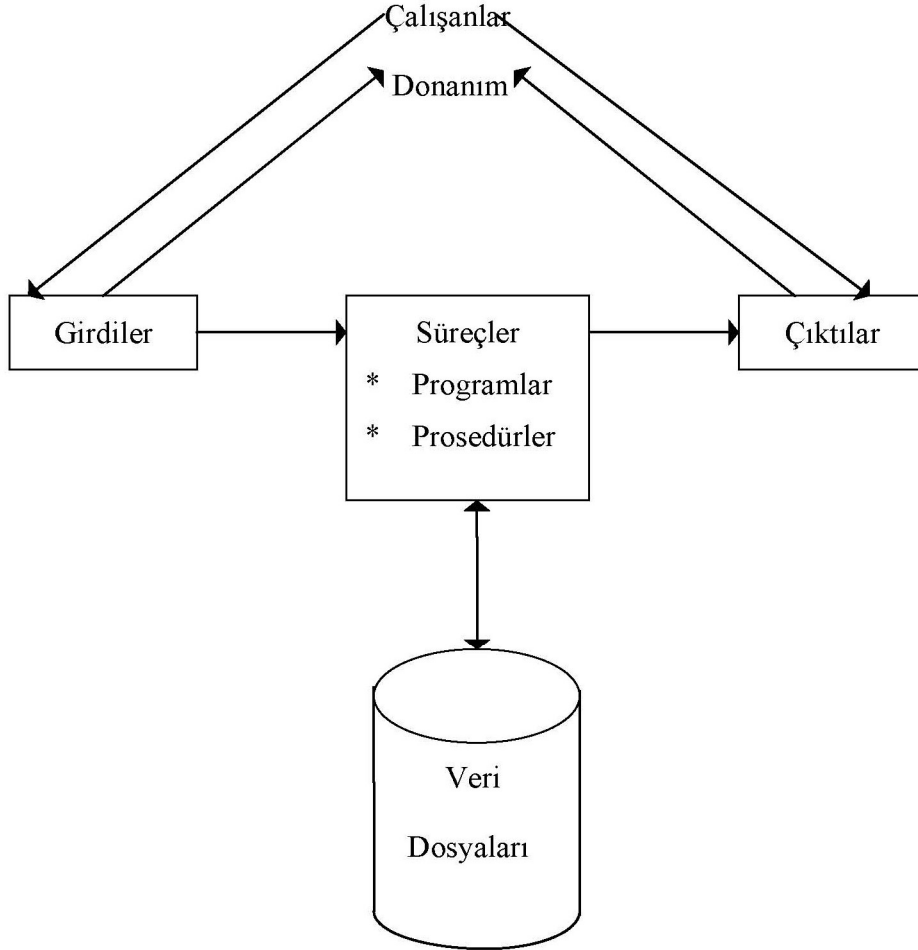 Çalışanlar
Donanım
Girdiler
Süreçler
* Programlar
* Prosedürler
Çıktılar
Veri
Dosyaları